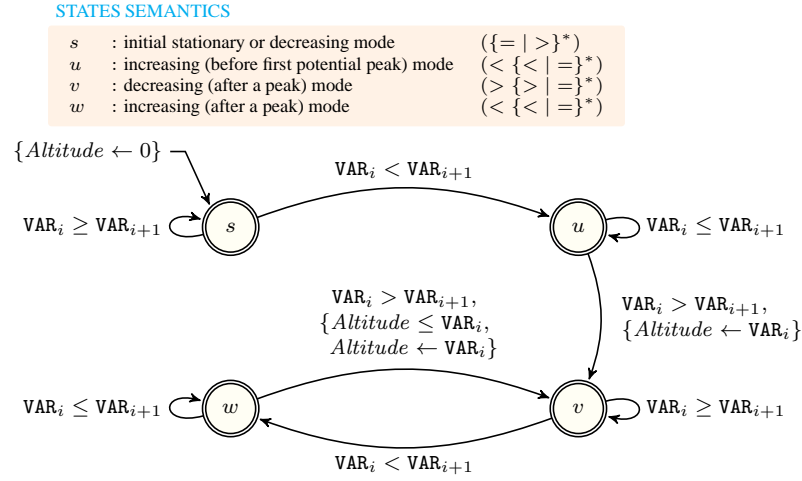 STATES SEMANTICS
s : initial stationary or decreasing mode ({= | >}*)
u : increasing (before first potential peak) mode (< {< | =}*)
v : decreasing (after a peak) mode (> {> | =}*)
w : increasing (after a peak) mode (< {< | =}*)
{Altitude ← 0}
VAR_i < VAR_{i+1}
VAR_i ≥ VAR_{i+1}
s
u
VAR_i ≤ VAR_{i+1}
VAR_i > VAR_{i+1},
{Altitude ≤ VAR_i,
Altitude ← VAR_i}
VAR_i > VAR_{i+1},
{Altitude ← VAR_i}
VAR_i ≤ VAR_{i+1}
w
v
VAR_i ≥ VAR_{i+1}
VAR_i < VAR_{i+1}